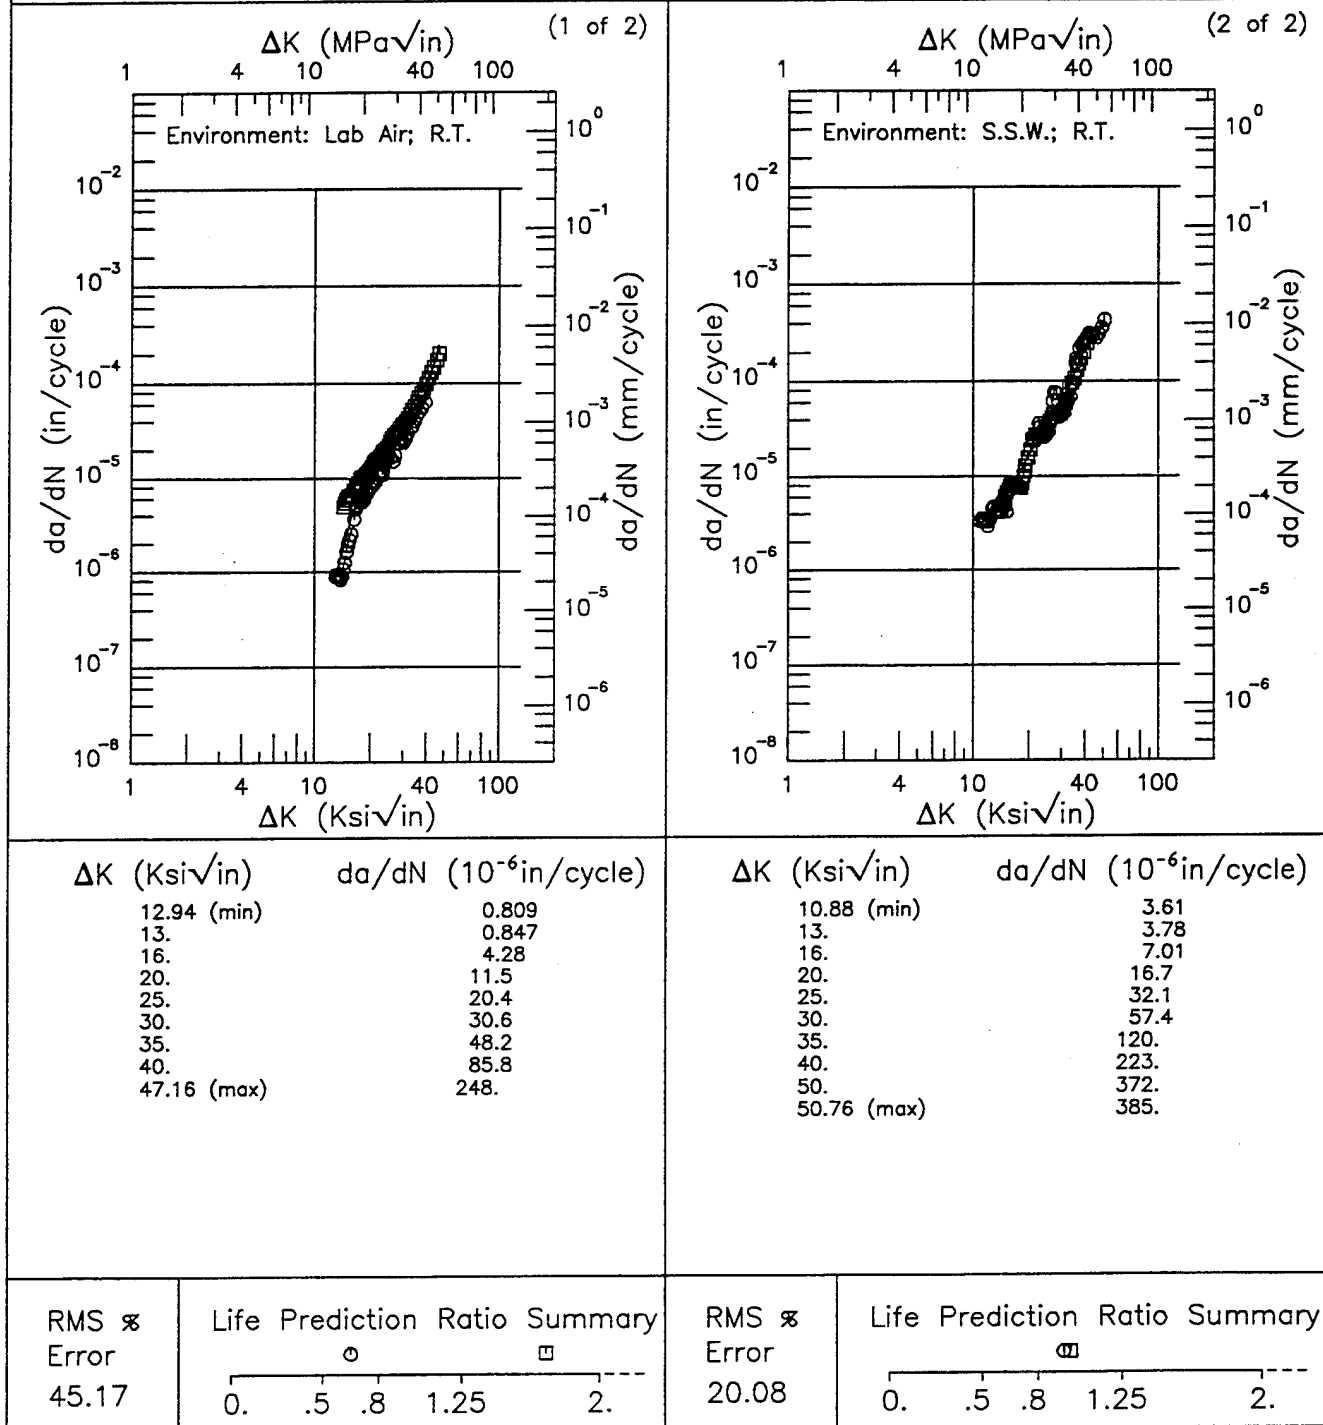 (1 of 2)
ΔK (MPa√in)
1 4 10 40 100
Environment: Lab Air; R.T.
10⁰
10⁻¹
10⁻²
10⁻³
10⁻⁴
10⁻⁵
10⁻⁶
da/dN (mm/cycle)
10⁻²
10⁻³
10⁻⁴
10⁻⁵
10⁻⁶
10⁻⁷
10⁻⁸
da/dN (in/cycle)
1 4 10 40 100
ΔK (Ksi√in)
ΔK (Ksi√in) da/dN (10⁻⁶in/cycle)
12.94 (min) 0.809
13. 0.847
16. 4.28
20. 11.5
25. 20.4
30. 30.6
35. 48.2
40. 85.8
47.16 (max) 248.
RMS %
Error
45.17
Life Prediction Ratio Summary
0. .5 .8 1.25 2.
(2 of 2)
ΔK (MPa√in)
1 4 10 40 100
Environment: S.S.W.; R.T.
10⁰
10⁻¹
10⁻²
10⁻³
10⁻⁴
10⁻⁵
10⁻⁶
da/dN (mm/cycle)
10⁻²
10⁻³
10⁻⁴
10⁻⁵
10⁻⁶
10⁻⁷
10⁻⁸
da/dN (in/cycle)
1 4 10 40 100
ΔK (Ksi√in)
ΔK (Ksi√in) da/dN (10⁻⁶in/cycle)
10.88 (min) 3.61
13. 3.78
16. 7.01
20. 16.7
25. 32.1
30. 57.4
35. 120.
40. 223.
50. 372.
50.76 (max) 385.
RMS %
Error
20.08
Life Prediction Ratio Summary
0. .5 .8 1.25 2.